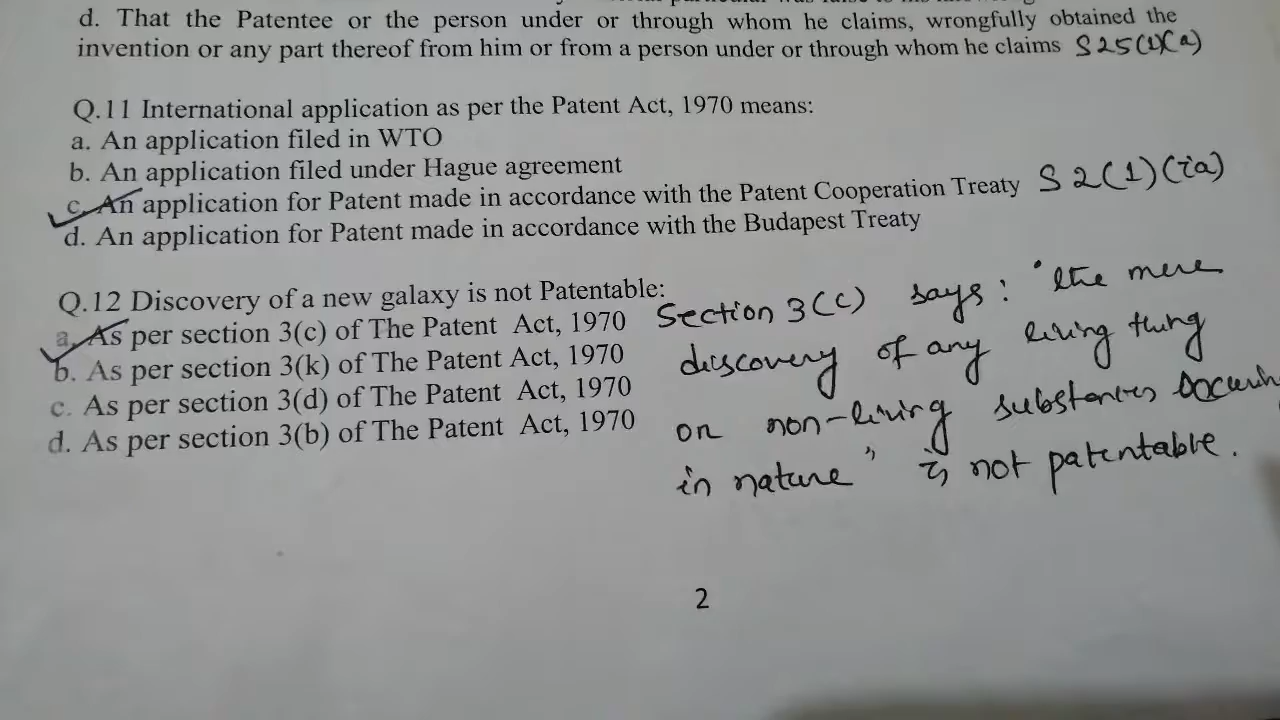 d. That the Patentee or the person under or through whom he claims, wrongfully obtained the
invention or any part thereof from him or from a person under or through whom he claims S25(1)(a)
Q.11 International application as per the Patent Act, 1970 means:
a. An application filed in WTO
b. An application filed under Hague agreement
c. An application for Patent made in accordance with the Patent Cooperation Treaty S 2(1)(ia)
d. An application for Patent made in accordance with the Budapest Treaty
Q.12 Discovery of a new galaxy is not Patentable:
a. As per section 3(c) of The Patent Act, 1970
b. As per section 3(k) of The Patent Act, 1970
c. As per section 3(d) of The Patent Act, 1970
d. As per section 3(b) of The Patent Act, 1970
Section 3(c) says: "the mere
discovery of any living thing
or non-living substances occurring
in nature" is not patentable.
2